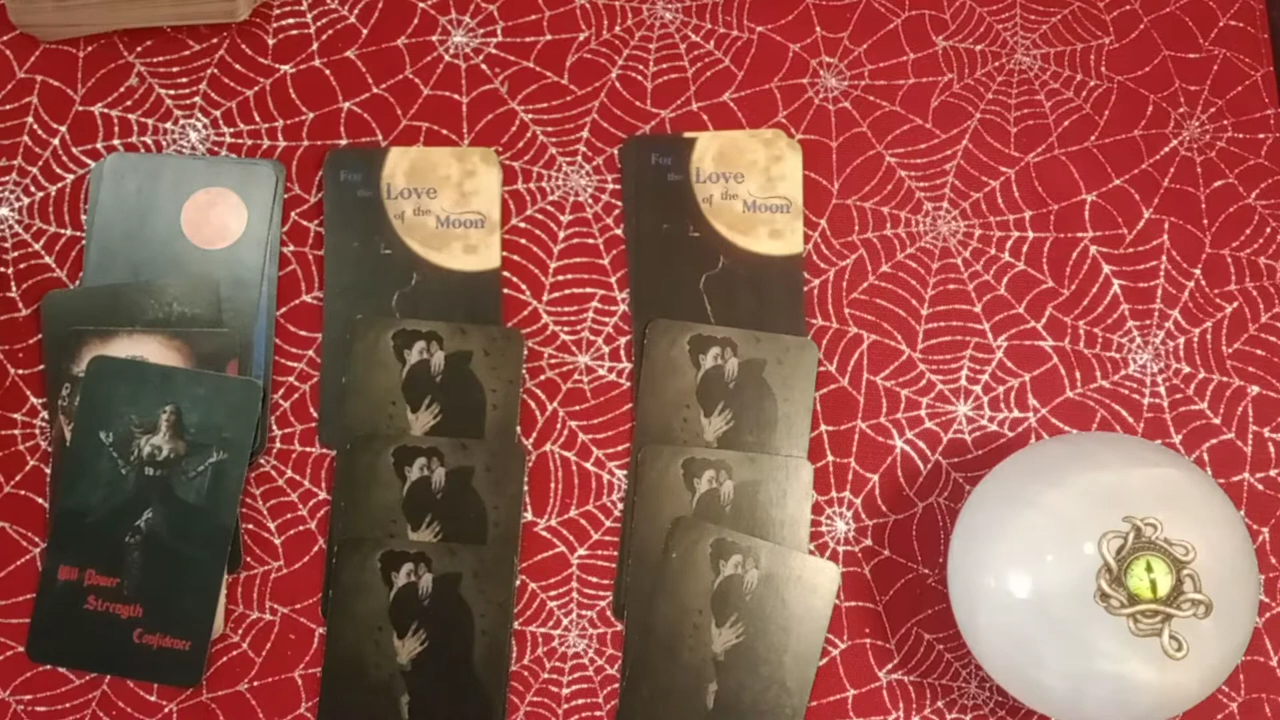 For
the
Love
of the
Moon
For
the
Love
of the
Moon
Will Power
Strength
Confidence